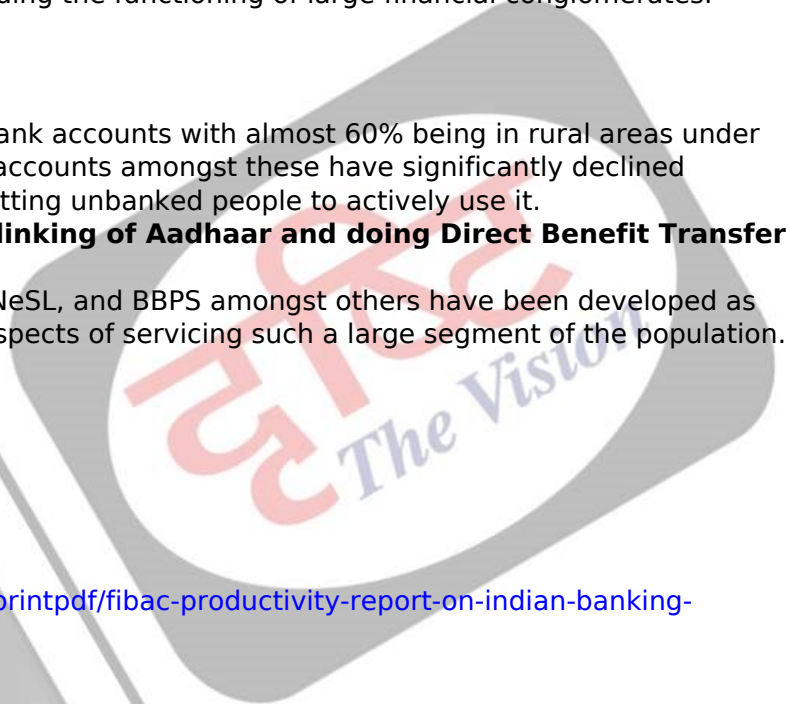 ding the functioning of large financial conglomerates.
ank accounts with almost 60% being in rural areas under
accounts amongst these have significantly declined
tting unbanked people to actively use it.
linking of Aadhaar and doing Direct Benefit Transfer
NeSL, and BBPS amongst others have been developed as
spects of servicing such a large segment of the population.
दृष्टि
The Vision
printpdf/fibac-productivity-report-on-indian-banking-